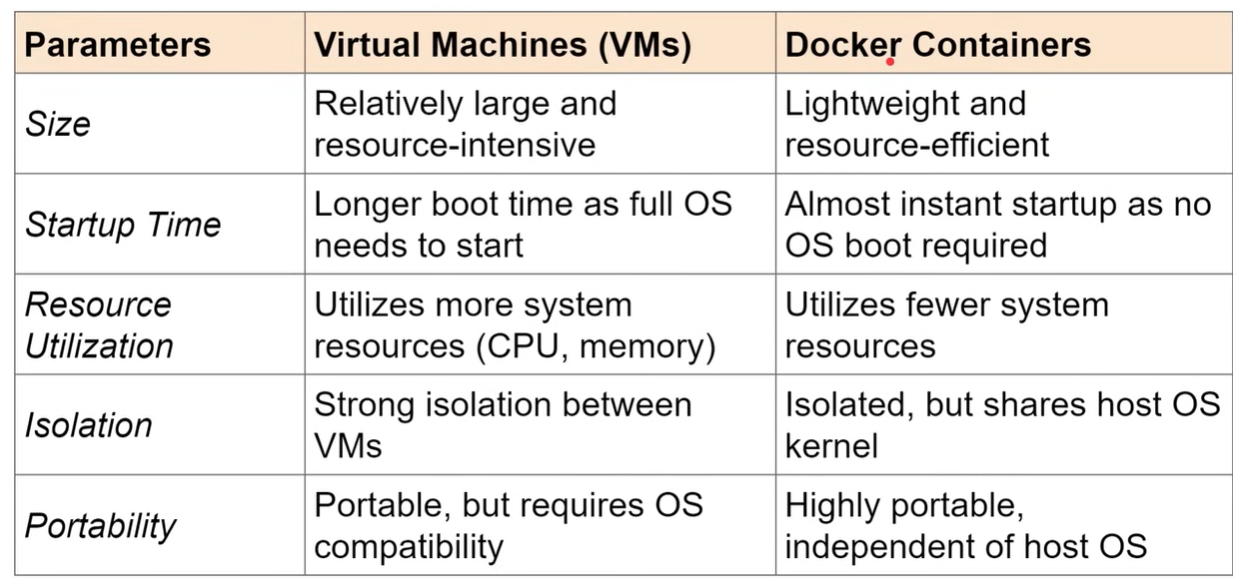 Parameters
Virtual Machines (VMs)
Docker Containers
Size
Relatively large and
resource-intensive
Lightweight and
resource-efficient
Startup Time
Longer boot time as full OS
needs to start
Almost instant startup as no
OS boot required
Resource
Utilization
Utilizes more system
resources (CPU, memory)
Utilizes fewer system
resources
Isolation
Strong isolation between
VMs
Isolated, but shares host OS
kernel
Portability
Portable, but requires OS
compatibility
Highly portable,
independent of host OS